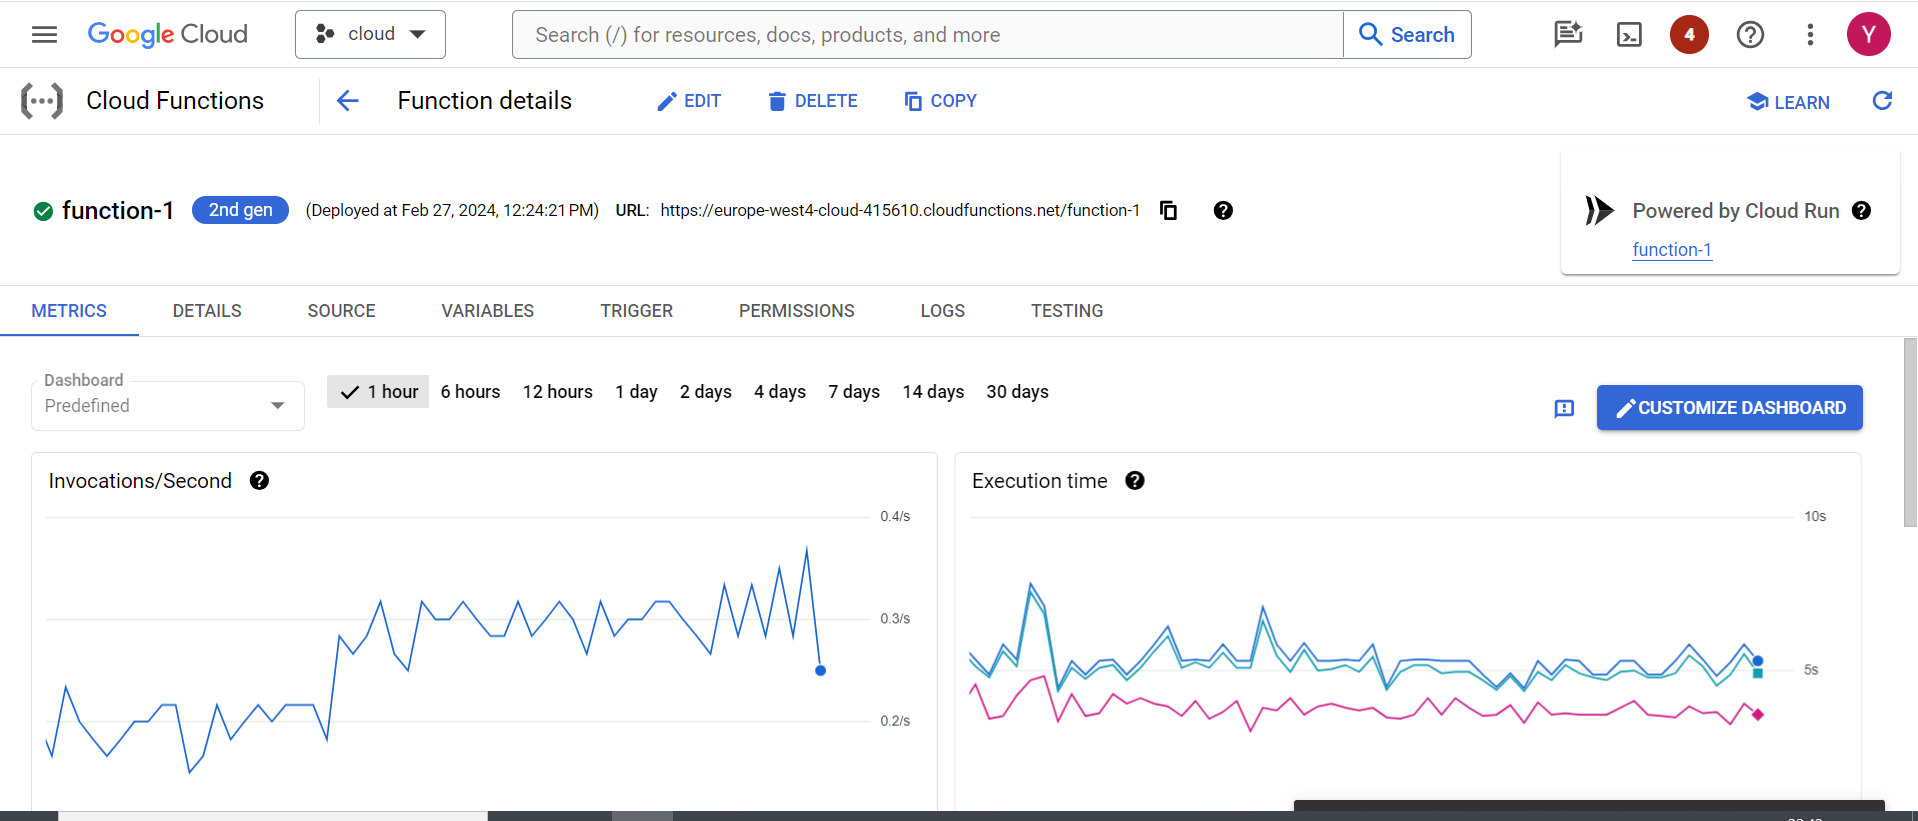 Google Cloud
cloud
Search (/) for resources, docs, products, and more
Search
4
Y
Cloud Functions
Function details
EDIT
DELETE
COPY
LEARN
function-1
2nd gen
(Deployed at Feb 27, 2024, 12:24:21 PM)
URL: https://europe-west4-cloud-415610.cloudfunctions.net/function-1
Powered by Cloud Run
function-1
METRICS
DETAILS
SOURCE
VARIABLES
TRIGGER
PERMISSIONS
LOGS
TESTING
Dashboard
Predefined
1 hour
6 hours
12 hours
1 day
2 days
4 days
7 days
14 days
30 days
CUSTOMIZE DASHBOARD
Invocations/Second
0.4/s
0.3/s
0.2/s
Execution time
10s
5s